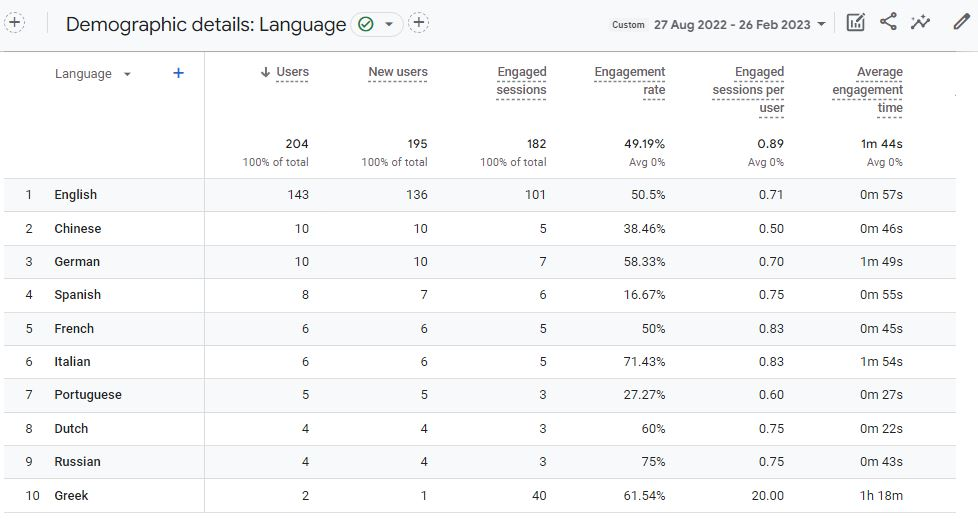 Demographic details: Language
Custom 27 Aug 2022 - 26 Feb 2023
Language + ↓ Users New users Engaged sessions Engagement rate Engaged sessions per user Average engagement time
204 195 182 49.19% 0.89 1m 44s
100% of total 100% of total 100% of total Avg 0% Avg 0% Avg 0%
1 English 143 136 101 50.5% 0.71 0m 57s
2 Chinese 10 10 5 38.46% 0.50 0m 46s
3 German 10 10 7 58.33% 0.70 1m 49s
4 Spanish 8 7 6 16.67% 0.75 0m 55s
5 French 6 6 5 50% 0.83 0m 45s
6 Italian 6 6 5 71.43% 0.83 1m 54s
7 Portuguese 5 5 3 27.27% 0.60 0m 27s
8 Dutch 4 4 3 60% 0.75 0m 22s
9 Russian 4 4 3 75% 0.75 0m 43s
10 Greek 2 1 40 61.54% 20.00 1h 18m